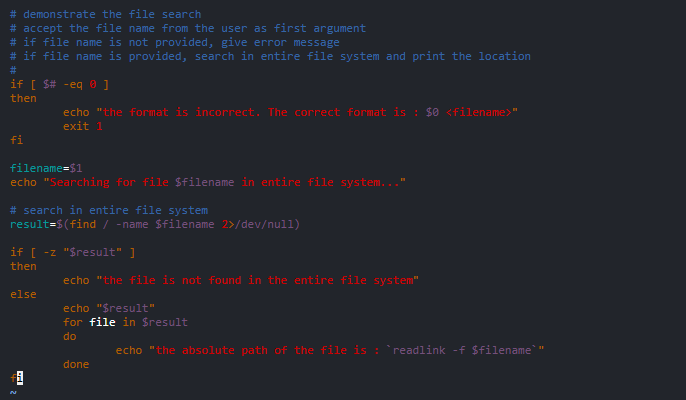 # demonstrate the file search
# accept the file name from the user as first argument
# if file name is not provided, give error message
# if file name is provided, search in entire file system and print the location
#
if [ $# -eq 0 ]
then
        echo "the format is incorrect. The correct format is : $0 <filename>"
        exit 1
fi

filename=$1
echo "Searching for file $filename in entire file system..."

# search in entire file system
result=$(find / -name $filename 2>/dev/null)

if [ -z "$result" ]
then
        echo "the file is not found in the entire file system"
else
        echo "$result"
        for file in $result
        do
                echo "the absolute path of the file is : `readlink -f $filename`"
        done
fi
~